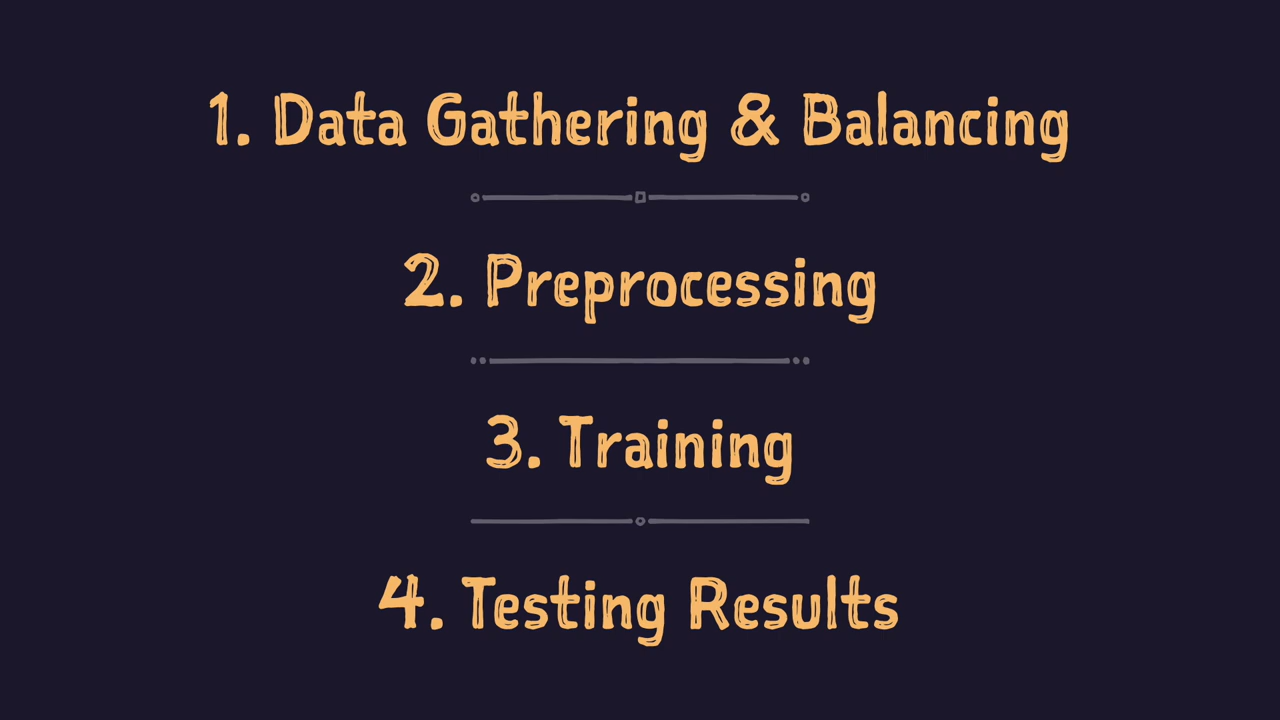 1. Data Gathering & Balancing
2. Preprocessing
3. Training
4. Testing Results